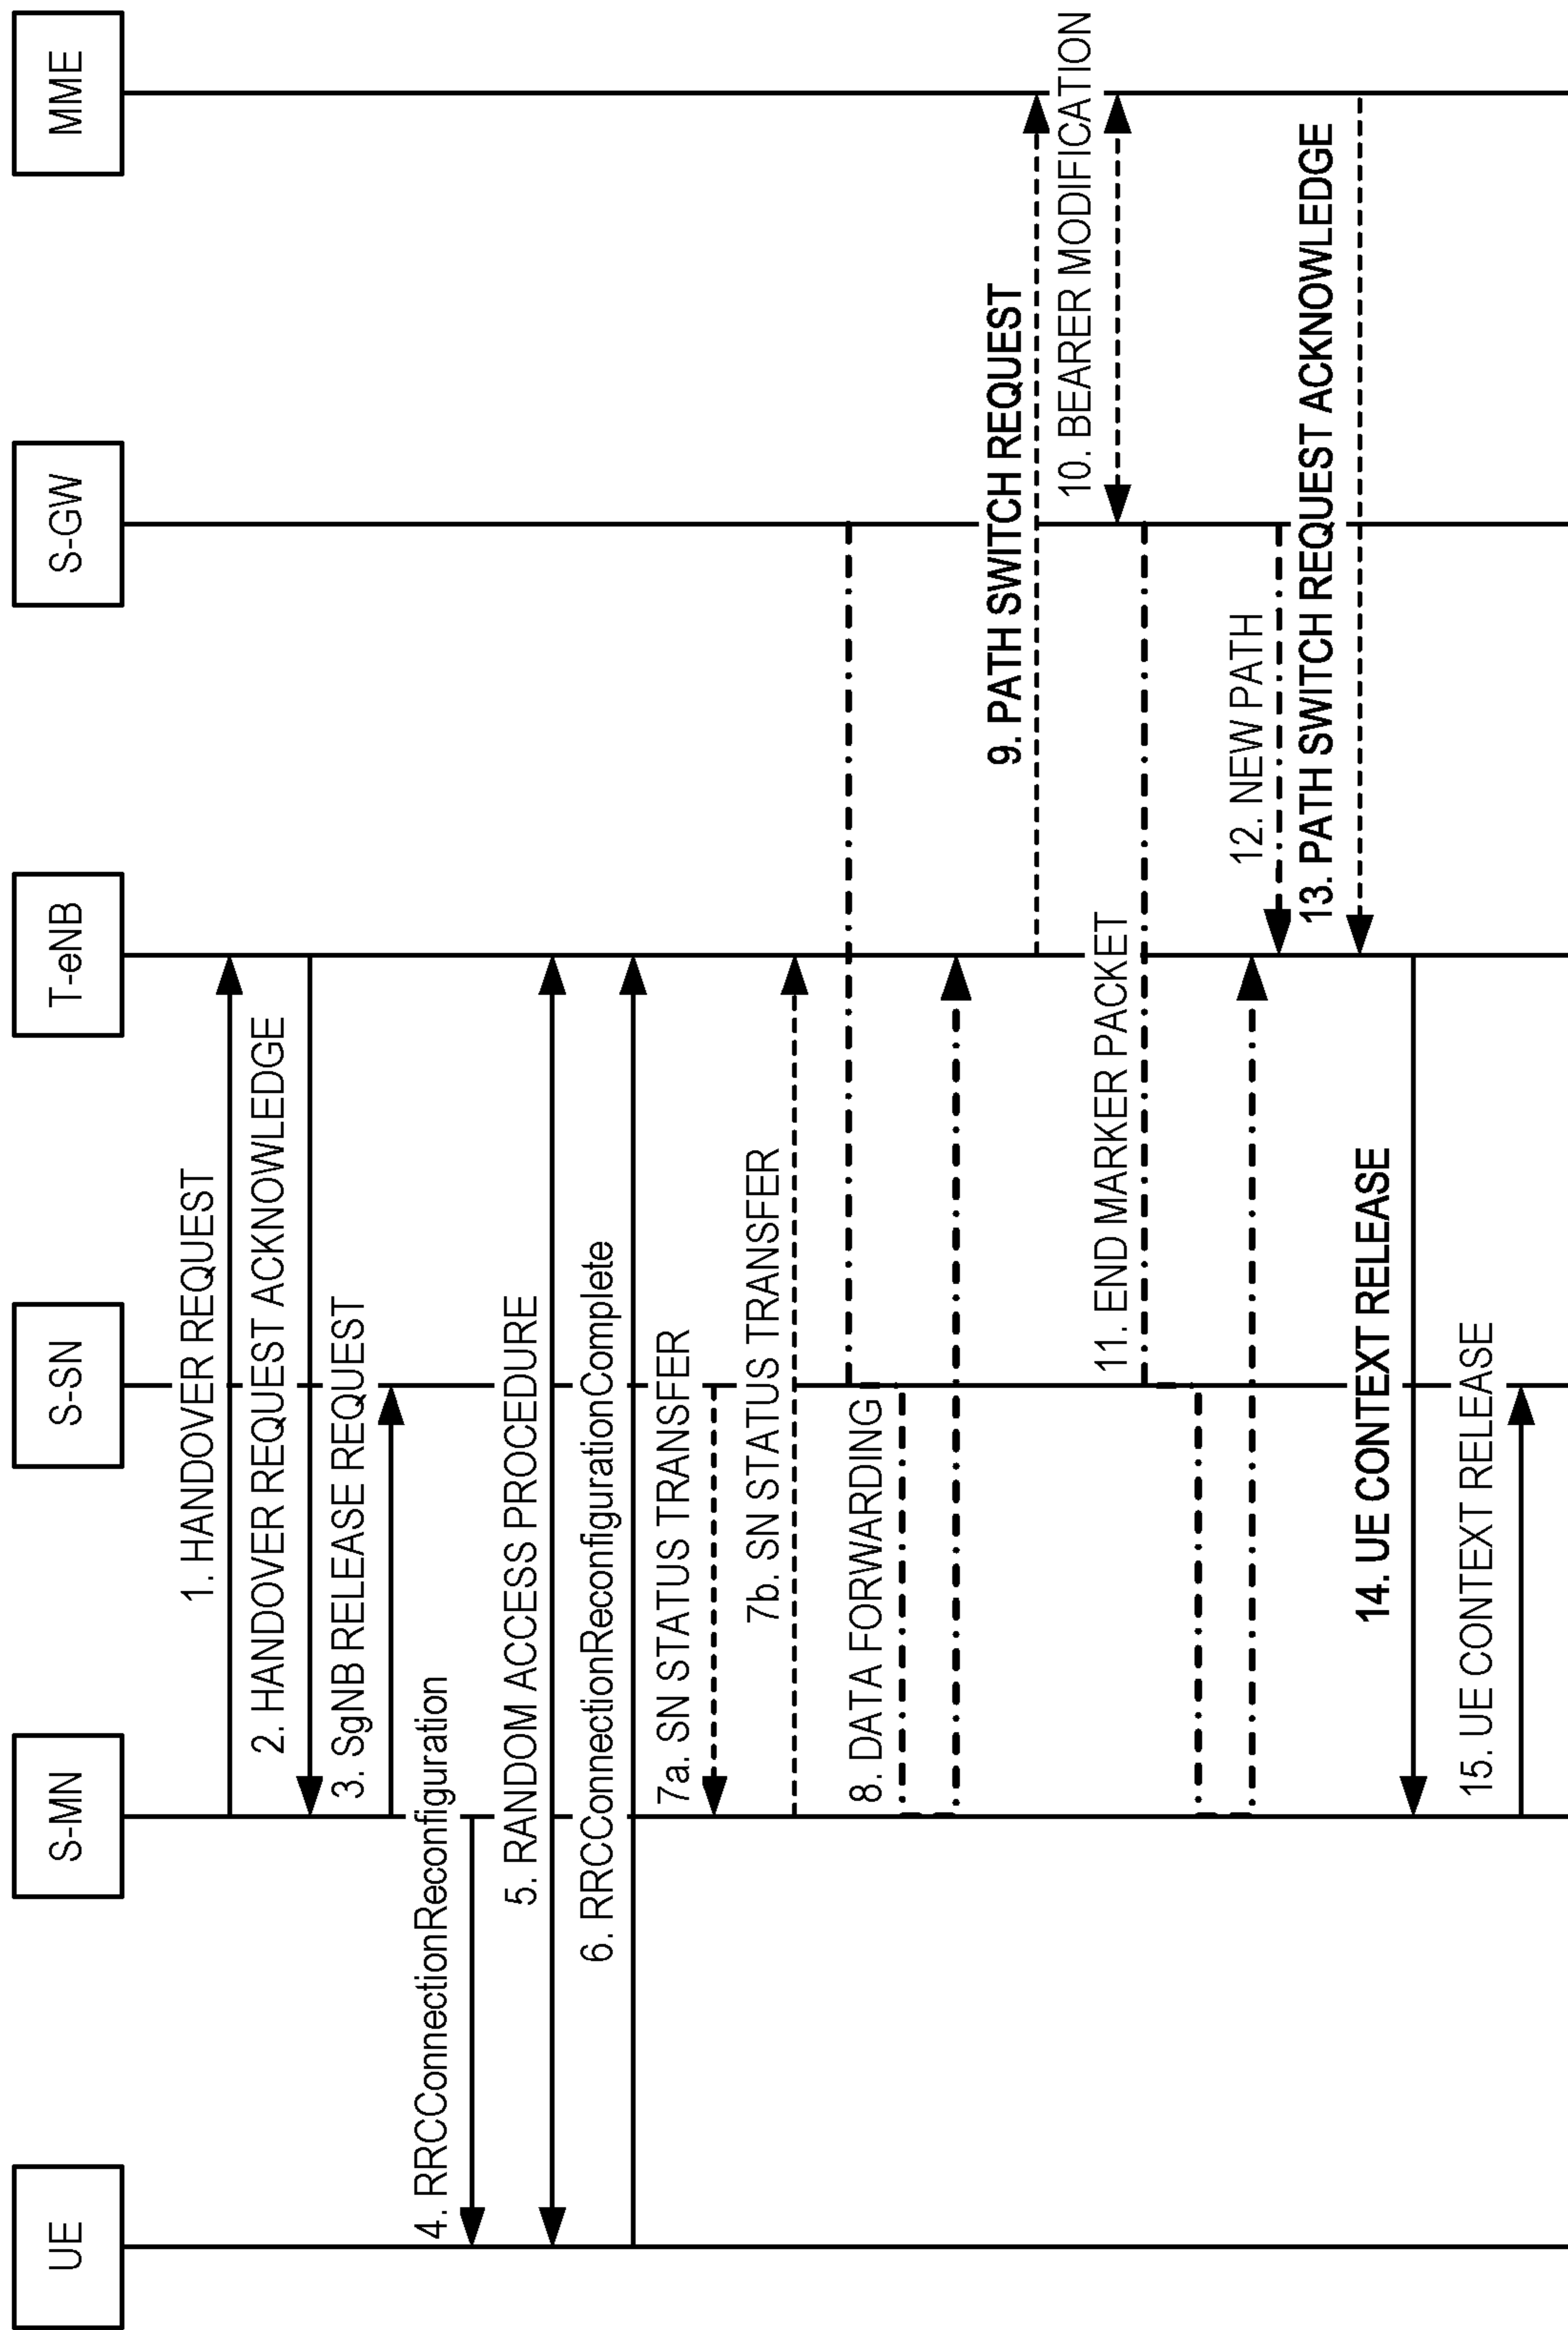 UE
S-MN
S-SN
T-eNB
S-GW
MME
1. HANDOVER REQUEST
2. HANDOVER REQUEST ACKNOWLEDGE
3. SgNB RELEASE REQUEST
4. RRCConnectionReconfiguration
5. RANDOM ACCESS PROCEDURE
6. RRCConnectionReconfigurationComplete
7a. SN STATUS TRANSFER
7b. SN STATUS TRANSFER
8. DATA FORWARDING
9. PATH SWITCH REQUEST
10. BEARER MODIFICATION
11. END MARKER PACKET
12. NEW PATH
13. PATH SWITCH REQUEST ACKNOWLEDGE
14. UE CONTEXT RELEASE
15. UE CONTEXT RELEASE